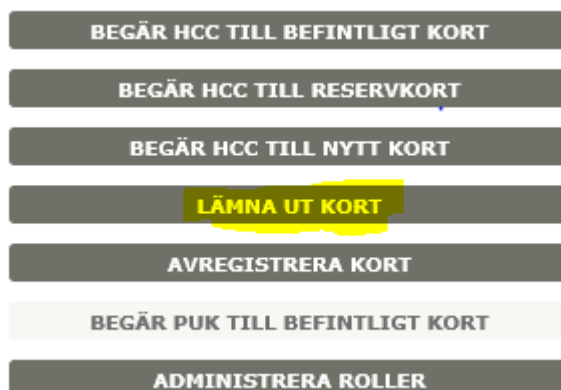 BEGÄR HCC TILL BEFINTLIGT KORT
BEGÄR HCC TILL RESERVKORT
BEGÄR HCC TILL NYTT KORT
LÄMNA UT KORT
AVREGISTRERA KORT
BEGÄR PUK TILL BEFINTLIGT KORT
ADMINISTRERA ROLLER